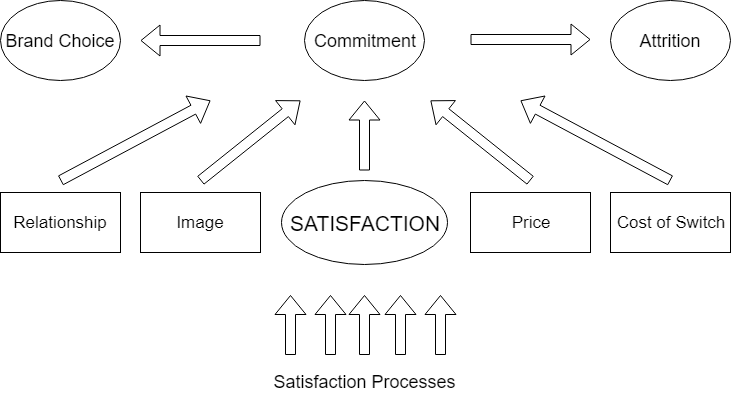 Brand Choice
Commitment
Attrition
Relationship
Image
SATISFACTION
Price
Cost of Switch
Satisfaction Processes